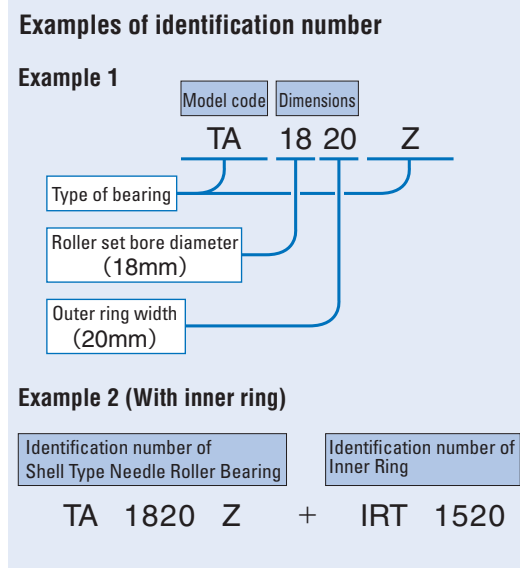 Examples of identification number
Example 1
Model code Dimensions
TA 18 20 Z
Type of bearing
Roller set bore diameter
(18mm)
Outer ring width
(20mm)
Example 2 (With inner ring)
Identification number of
Shell Type Needle Roller Bearing
Identification number of
Inner Ring
TA 1820 Z + IRT 1520